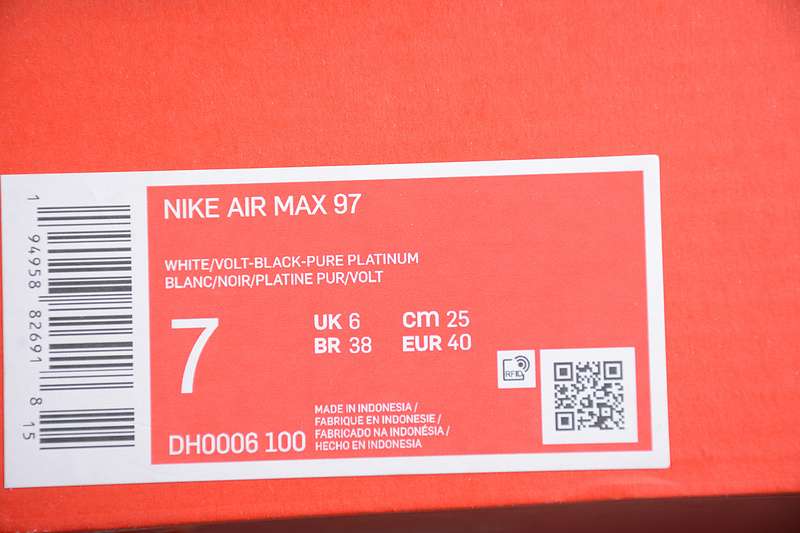 NIKE AIR MAX 97
WHITE/VOLT-BLACK-PURE PLATINUM
BLANC/NOIR/PLATINE PUR/VOLT
7
UK 6 cm 25
BR 38 EUR 40
RFID
MADE IN INDONESIA /
FABRIQUE EN INDONESIE /
FABRICADO NA INDONÉSIA /
HECHO EN INDONESIA
DH0006 100
1 94958 82691 8 15